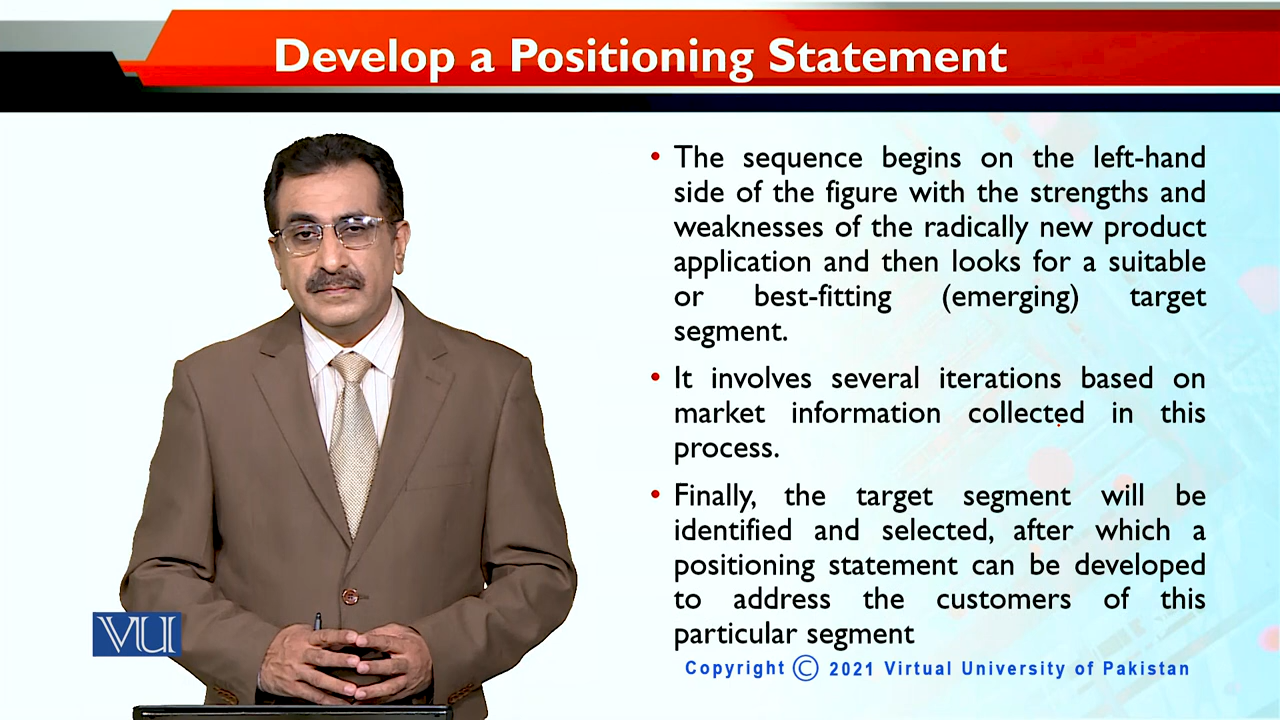 Develop a Positioning Statement
• The sequence begins on the left-hand
side of the figure with the strengths and
weaknesses of the radically new product
application and then looks for a suitable
or best-fitting (emerging) target
segment.
• It involves several iterations based on
market information collected in this
process.
• Finally, the target segment will be
identified and selected, after which a
positioning statement can be developed
to address the customers of this
particular segment
VU
Copyright © 2021 Virtual University of Pakistan